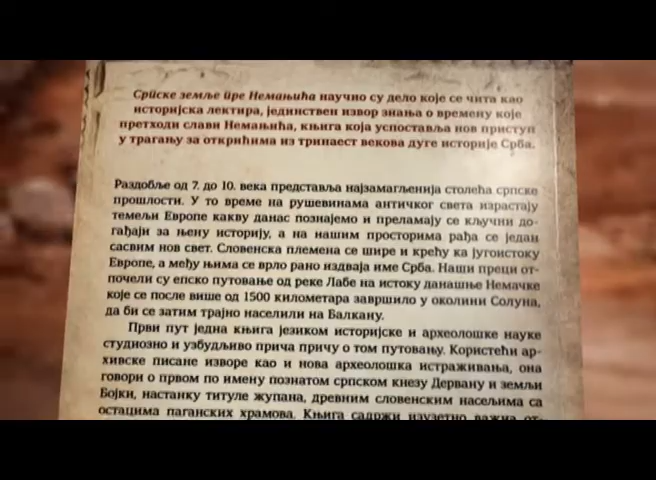 Српске земље пре Немањића научно су дело које се чита као
историјска лектира, јединствен извор знања о времену које
претходи слави Немањића, књига која успоставља нов приступ
у трагању за открићима из тринаест векова дуге историје Срба.
Раздобље од 7. до 10. века представља најзамагљенија столећа српске
прошлости. У то време на рушевинама античког света израстају
темељи Европе какву данас познајемо и преламају се кључни до-
гађаји за њену историју, а на нашим просторима рађа се један
сасвим нов свет. Словенска племена се шире и крећу ка југоистоку
Европе, а међу њима се врло рано издваја име Срба. Наши преци от-
почели су епско путовање од реке Лабе на истоку данашње Немачке
које се после више од 1500 километара завршило у околини Солуна,
да би се затим трајно населили на Балкану.
Први пут једна књига језиком историјске и археолошке науке
студиозно и узбудљиво прича причу о том путовању. Користећи ар-
хивске писане изворе као и нова археолошка истраживања, она
говори о првом по имену познатом српском кнезу Дервану и земљи
Бојки, настанку титуле жупана, древним словенским насељима са
остацима паганских храмова. Књига садржи изузетно важна от-